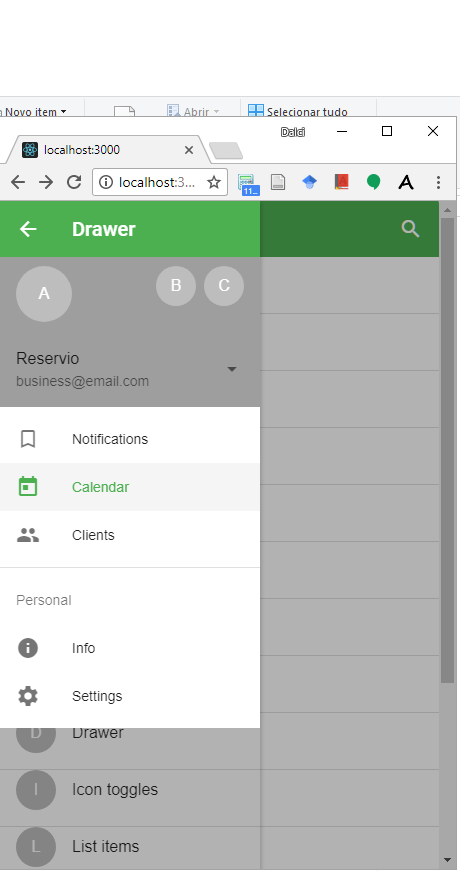 Novo item
Abrir
Selecionar tudo
Dalci
localhost:3000
localhost:3...
11...
Drawer
A
B
C
Reservio
business@email.com
Notifications
Calendar
Clients
Personal
Info
Settings
D
Drawer
I
Icon toggles
L
List items